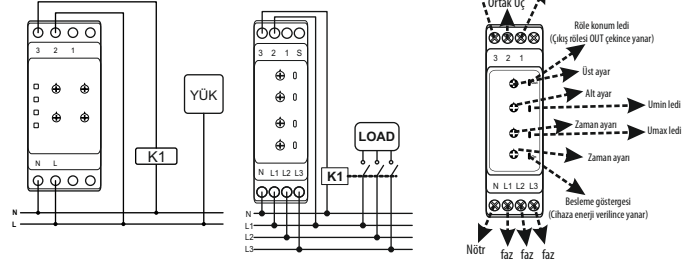 3 2 1
N L
N
L
K1
YÜK
3 2 1 S
N L1 L2 L3
N
L1
L2
L3
K1
LOAD
Ortak Uç
3 2 1
Röle konum ledi
(Çıkış rölesi OUT çekince yanar)
Üst ayar
Alt ayar
Umin ledi
Zaman ayarı
Umax ledi
Zaman ayarı
N L1 L2 L3
Besleme göstergesi
(Cihaza enerji verilince yanar)
Nötr faz faz faz